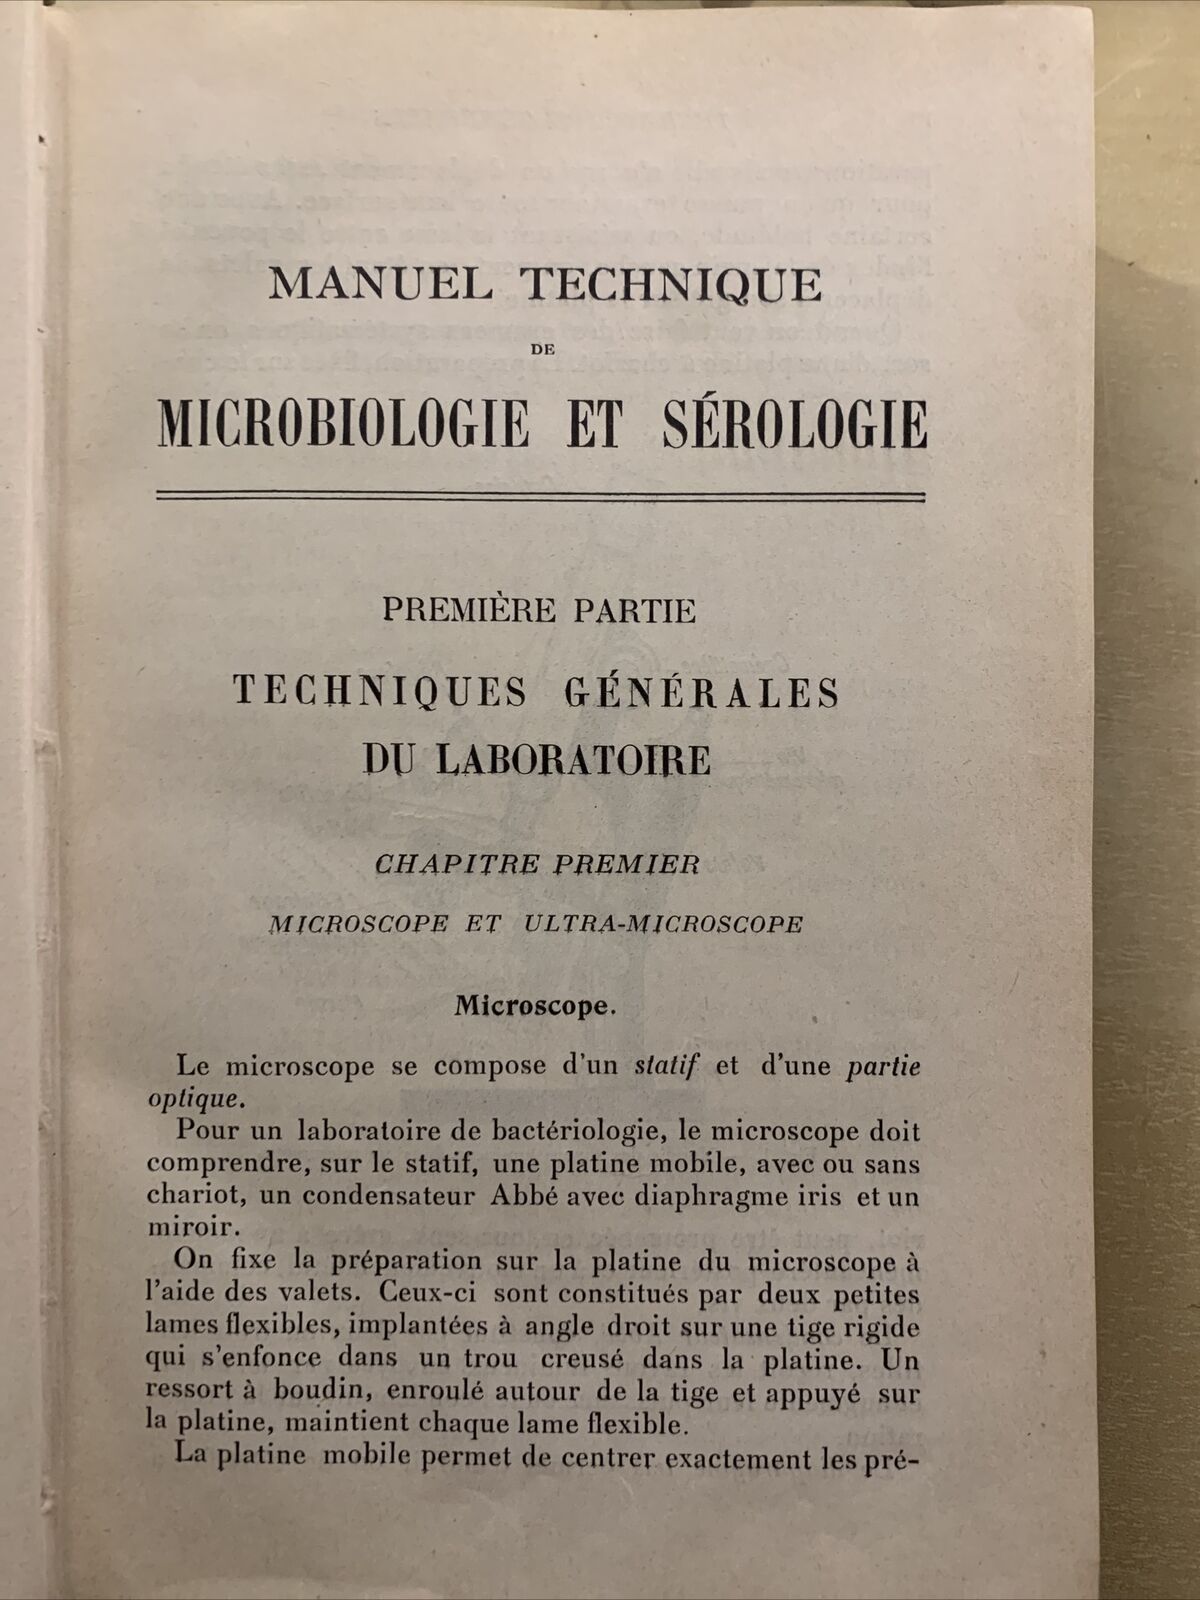 MANUEL TECHNIQUE
DE
MICROBIOLOGIE ET SÉROLOGIE
PREMIÈRE PARTIE
TECHNIQUES GÉNÉRALES
DU LABORATOIRE
CHAPITRE PREMIER
MICROSCOPE ET ULTRA-MICROSCOPE
Microscope.
Le microscope se compose d'un statif et d'une partie
optique.
Pour un laboratoire de bactériologie, le microscope doit
comprendre, sur le statif, une platine mobile, avec ou sans
chariot, un condensateur Abbé avec diaphragme iris et un
miroir.
On fixe la préparation sur la platine du microscope à
l'aide des valets. Ceux-ci sont constitués par deux petites
lames flexibles, implantées à angle droit sur une tige rigide
qui s'enfonce dans un trou creusé dans la platine. Un
ressort à boudin, enroulé autour de la tige et appuyé sur
la platine, maintient chaque lame flexible.
La platine mobile permet de centrer exactement les pré-